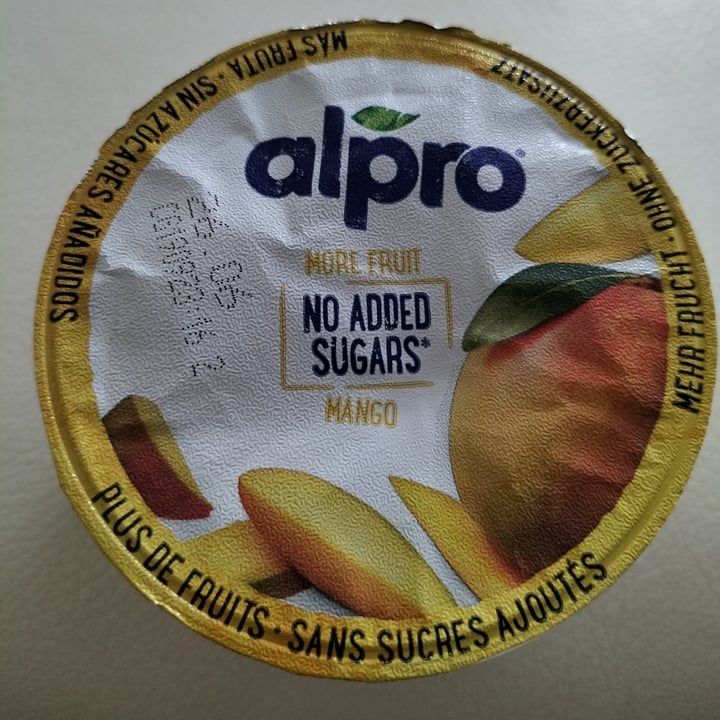 alpro
MORE FRUIT
NO ADDED
SUGARS*
MANGO
MÁS FRUTA · SIN AZÚCARES AÑADIDOS
MEHR FRUCHT · OHNE ZUCKERZUSATZ
PLUS DE FRUITS · SANS SUCRES AJOUTÉS